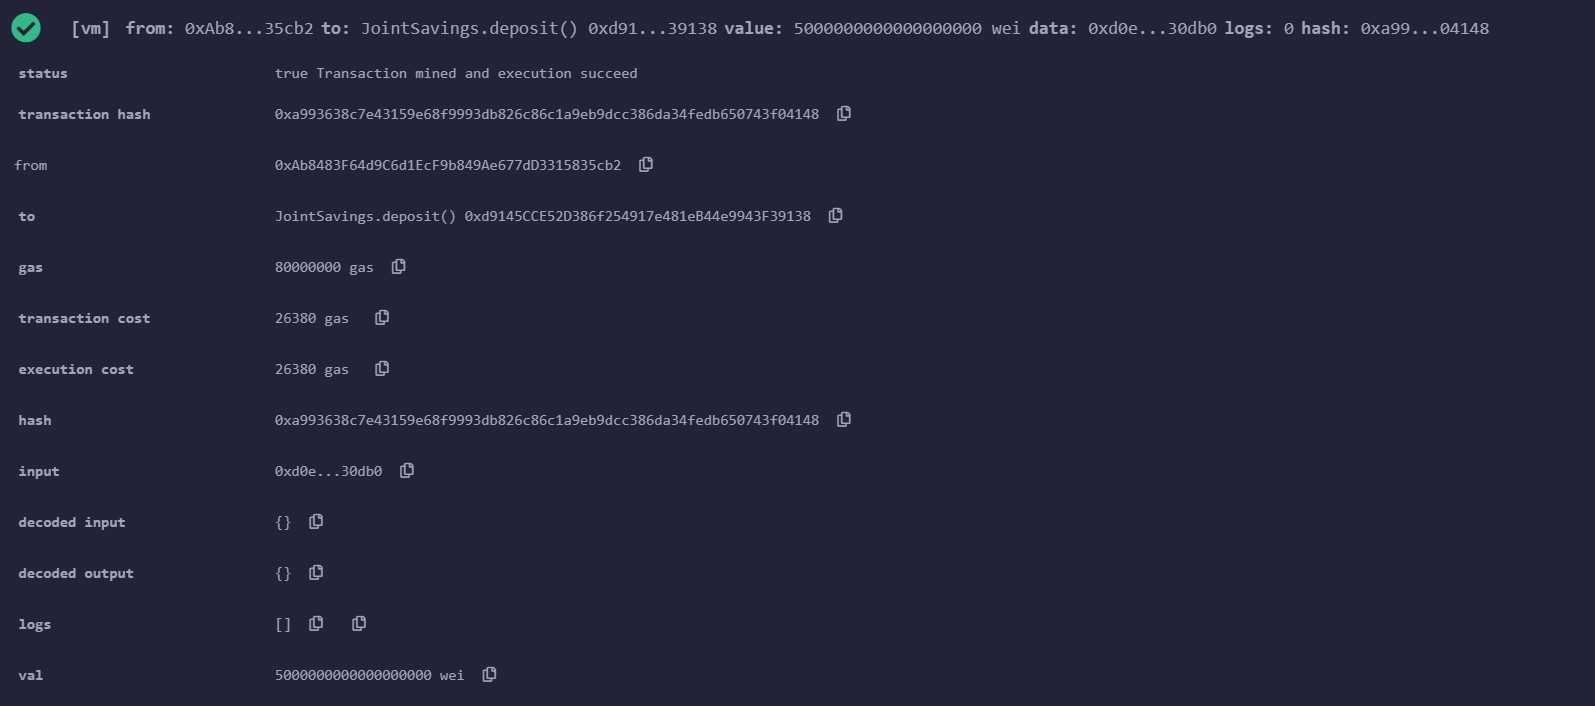 [vm] from: 0xAb8...35cb2 to: JointSavings.deposit() 0xd91...39138 value: 5000000000000000000 wei data: 0xd0e...30db0 logs: 0 hash: 0xa99...04148
status true Transaction mined and execution succeed
transaction hash 0xa993638c7e43159e68f9993db826c86c1a9eb9dcc386da34fedb650743f04148
from 0xAb8483F64d9C6d1EcF9b849Ae677dD3315835cb2
to JointSavings.deposit() 0xd9145CCE52D386f254917e481eB44e9943F39138
gas 80000000 gas
transaction cost 26380 gas
execution cost 26380 gas
hash 0xa993638c7e43159e68f9993db826c86c1a9eb9dcc386da34fedb650743f04148
input 0xd0e...30db0
decoded input {}
decoded output {}
logs []
val 5000000000000000000 wei